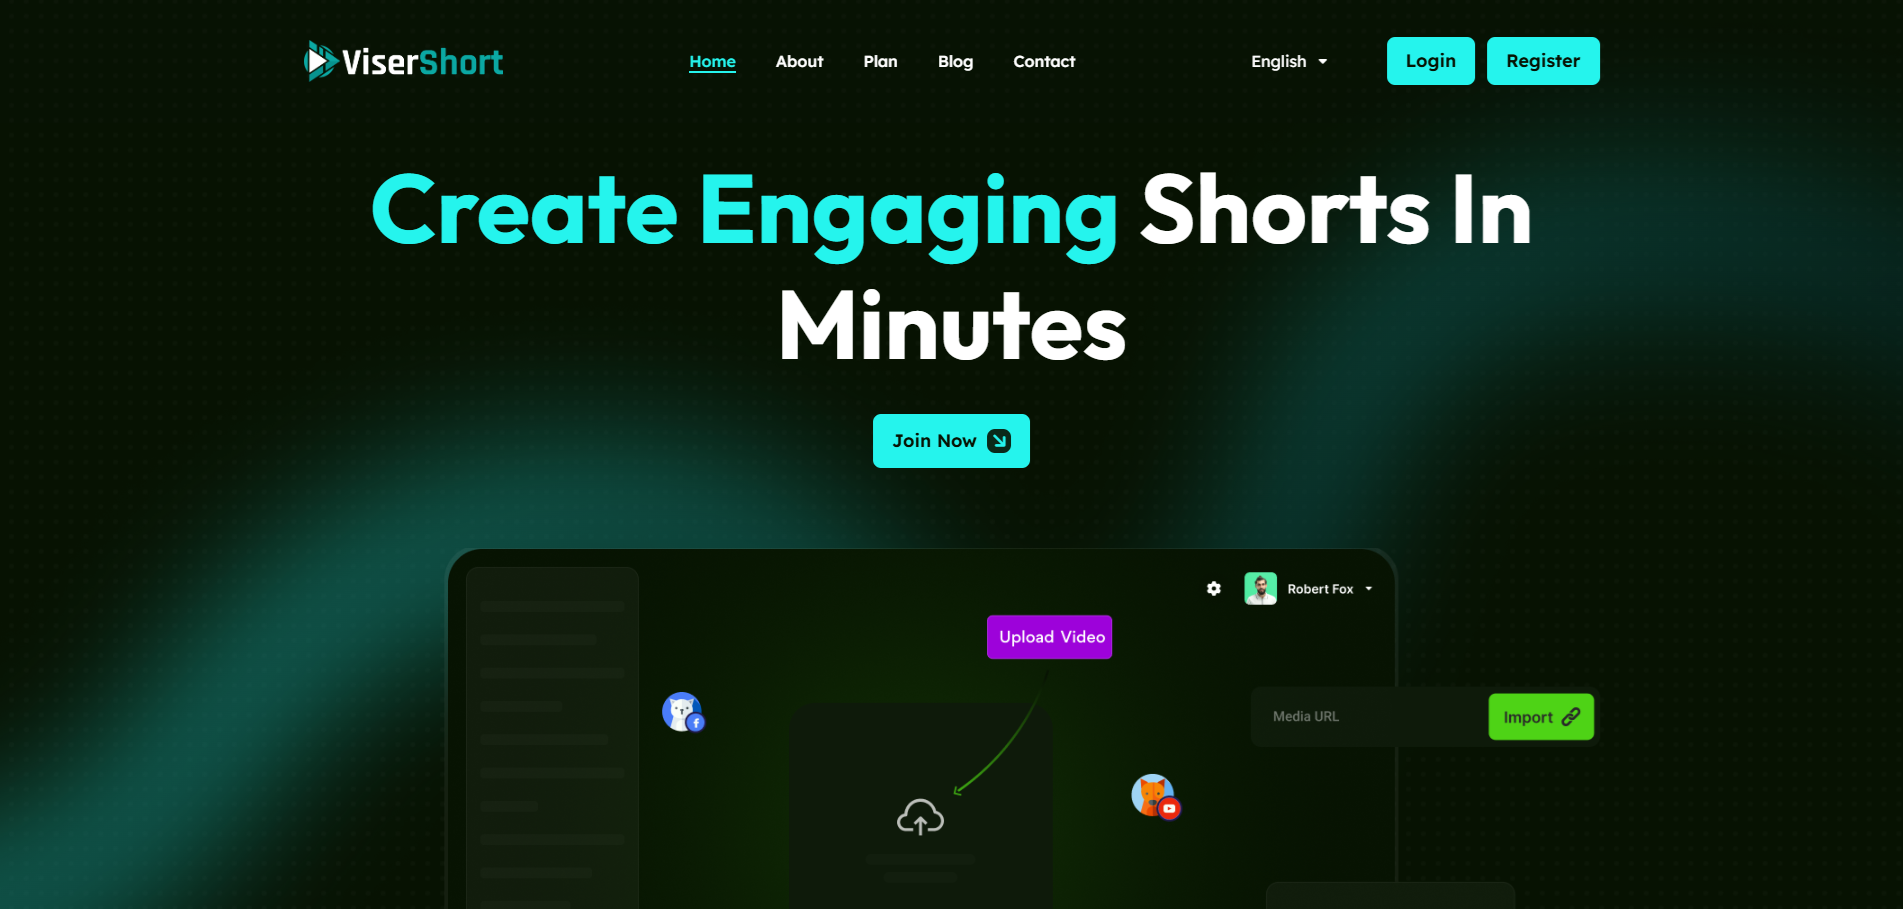 ViserShort
Home About Plan Blog Contact
English
Login Register
Create Engaging Shorts In
Minutes
Join Now
Robert Fox
Upload Video
Media URL
Import